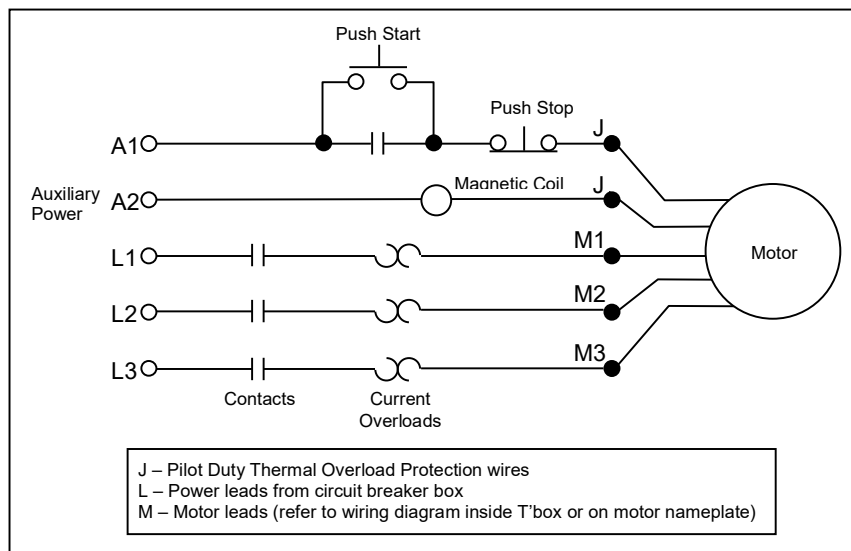 Push Start
Push Stop
A1
J
Auxiliary
Power
A2
Magnetic Coil
J
L1
M1
Motor
L2
M2
L3
M3
Contacts
Current
Overloads
J – Pilot Duty Thermal Overload Protection wires
L – Power leads from circuit breaker box
M – Motor leads (refer to wiring diagram inside T’box or on motor nameplate)